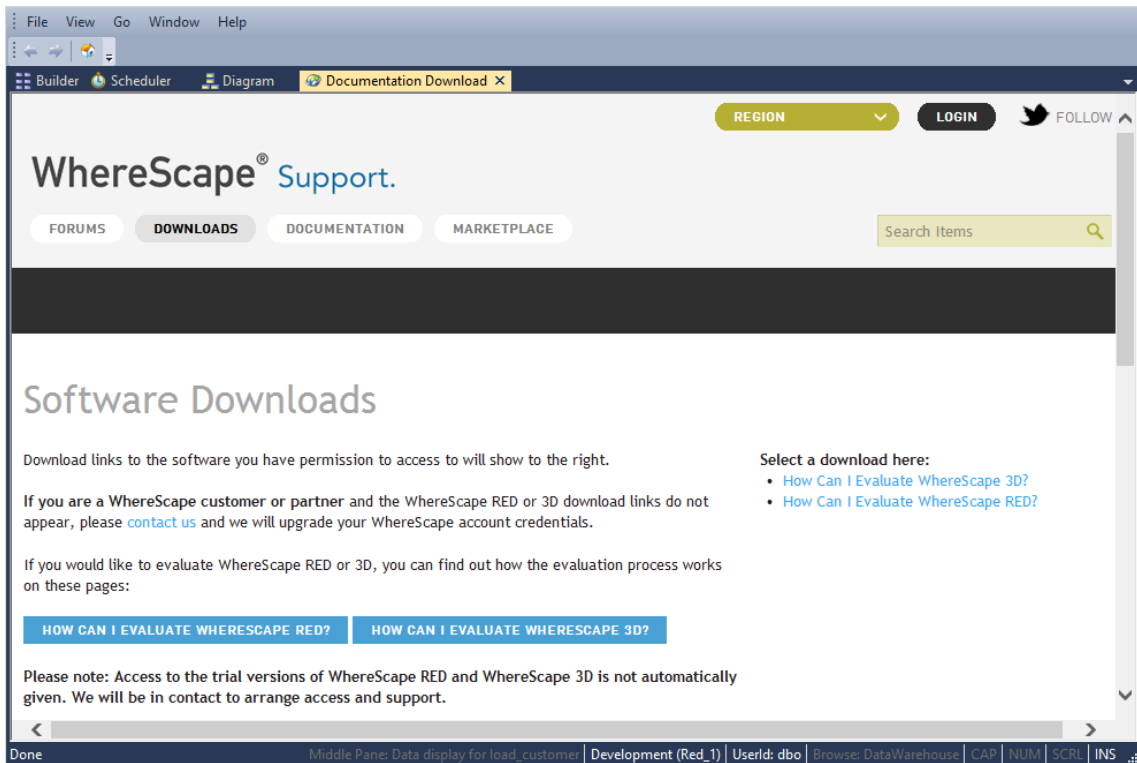 File View Go Window Help
Builder Scheduler Diagram Documentation Download
REGION LOGIN FOLLOW
WhereScape® Support.
FORUMS DOWNLOADS DOCUMENTATION MARKETPLACE Search Items
Software Downloads
Download links to the software you have permission to access to will show to the right.
If you are a WhereScape customer or partner and the WhereScape RED or 3D download links do not
appear, please contact us and we will upgrade your WhereScape account credentials.
If you would like to evaluate WhereScape RED or 3D, you can find out how the evaluation process works
on these pages:
HOW CAN I EVALUATE WHERESCAPE RED? HOW CAN I EVALUATE WHERESCAPE 3D?
Please note: Access to the trial versions of WhereScape RED and WhereScape 3D is not automatically
given. We will be in contact to arrange access and support.
Select a download here:
• How Can I Evaluate WhereScape 3D?
• How Can I Evaluate WhereScape RED?
Done Middle Pane: Data display for load_customer Development (Red_1) UserId: dbo Browse: DataWarehouse CAP NUM SCRL INS